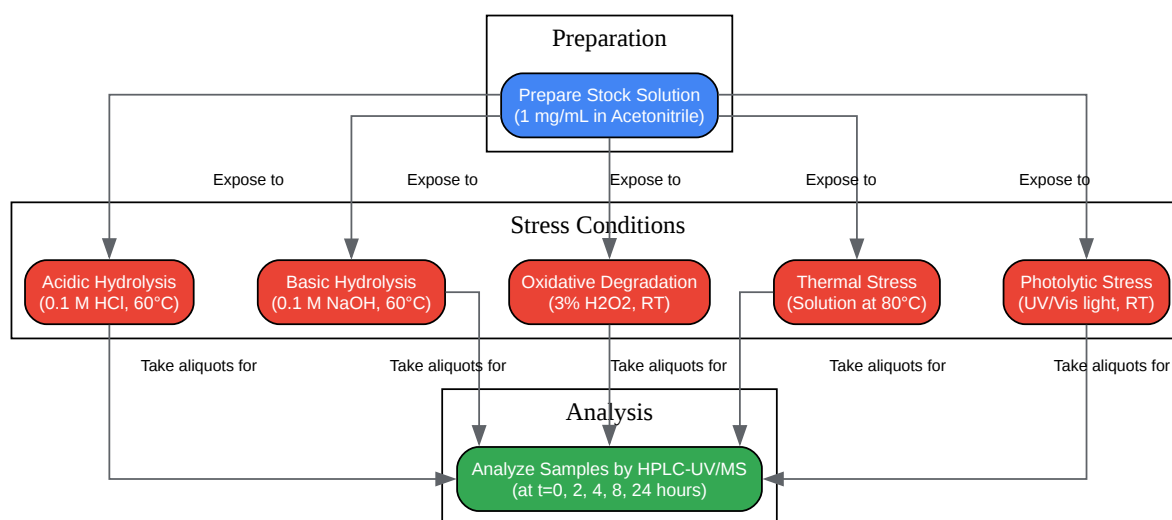 Preparation
Prepare Stock Solution
(1 mg/mL in Acetonitrile)
Expose to
Expose to
Expose to
Expose to
Expose to
Stress Conditions
Acidic Hydrolysis
(0.1 M HCl, 60°C)
Basic Hydrolysis
(0.1 M NaOH, 60°C)
Oxidative Degradation
(3% H2O2, RT)
Thermal Stress
(Solution at 80°C)
Photolytic Stress
(UV/Vis light, RT)
Take aliquots for
Take aliquots for
Take aliquots for
Take aliquots for
Take aliquots for
Analysis
Analyze Samples by HPLC-UV/MS
(at t=0, 2, 4, 8, 24 hours)